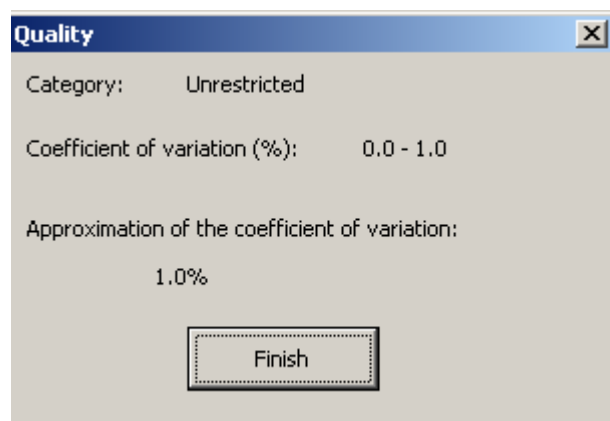 Quality
Category: Unrestricted
Coefficient of variation (%): 0.0 - 1.0
Approximation of the coefficient of variation:
1.0%
Finish